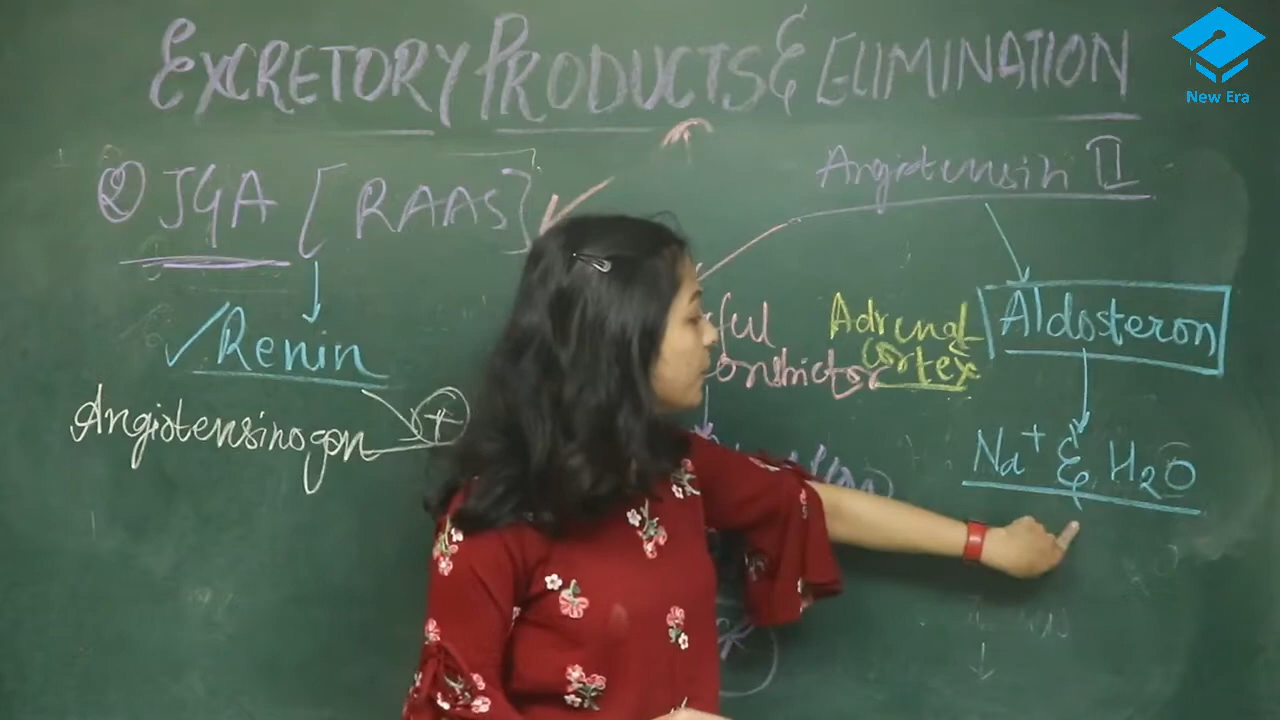 EXCRETORY PRODUCTS & ELIMINATION
New Era
② JGA [RAAS]
Angiotensin II
Renin
Adrenal
Cortex
Aldosteron
Angiotensinogen
+
Na+ & H2O